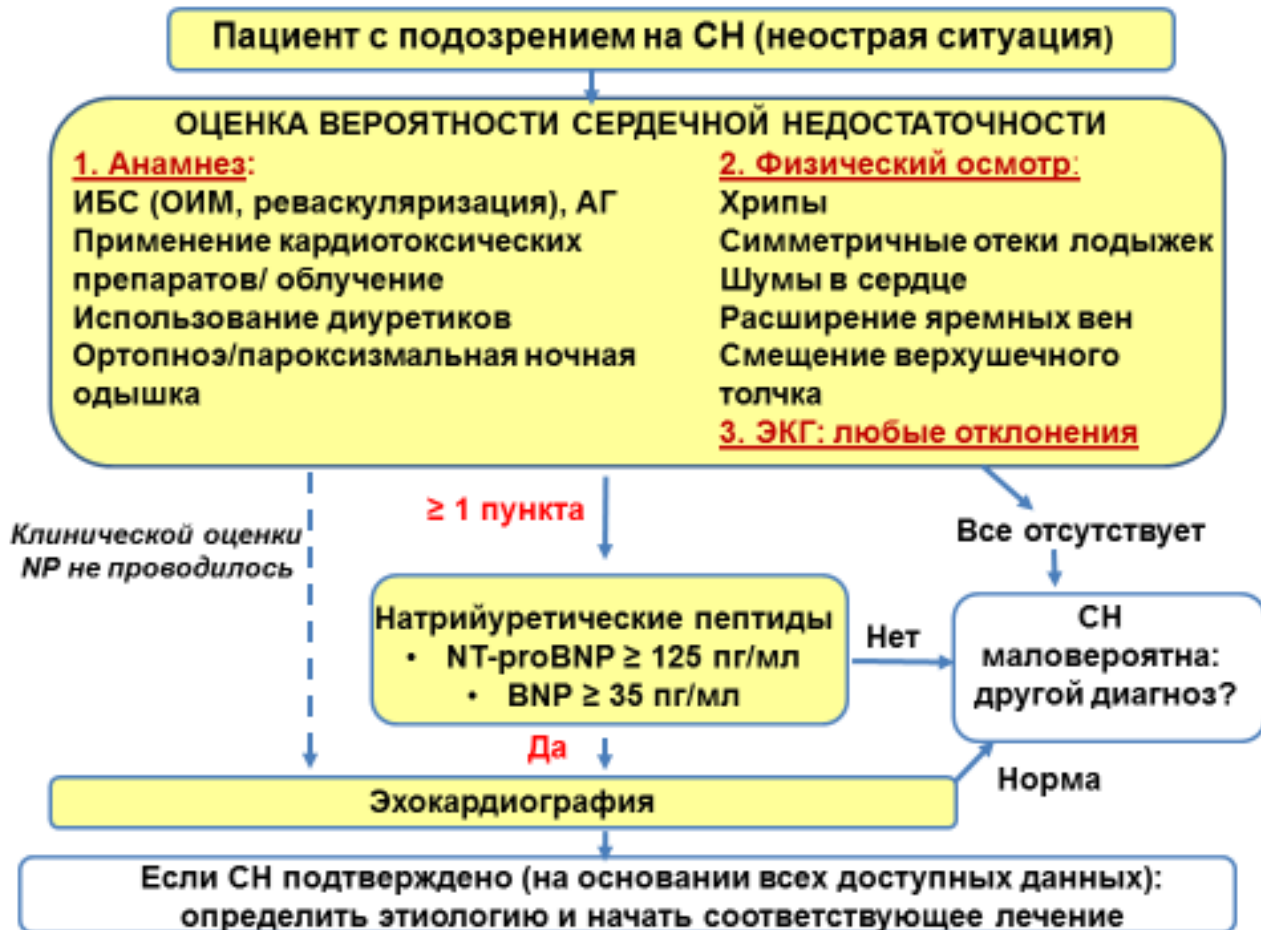 Пациент с подозрением на СН (неострая ситуация)
ОЦЕНКА ВЕРОЯТНОСТИ СЕРДЕЧНОЙ НЕДОСТАТОЧНОСТИ
1. Анамнез:
ИБС (ОИМ, реваскуляризация), АГ
Применение кардиотоксических
препаратов/ облучение
Использование диуретиков
Ортопноэ/пароксизмальная ночная
одышка
2. Физический осмотр:
Хрипы
Симметричные отеки лодыжек
Шумы в сердце
Расширение яремных вен
Смещение верхушечного
толчка
3. ЭКГ: любые отклонения
Клинической оценки
NP не проводилось
≥ 1 пункта
Все отсутствует
Натрийуретические пептиды
• NT-proBNP ≥ 125 пг/мл
• BNP ≥ 35 пг/мл
Нет
СН
маловероятна:
другой диагноз?
Да
Норма
Эхокардиография
Если СН подтверждено (на основании всех доступных данных):
определить этиологию и начать соответствующее лечение